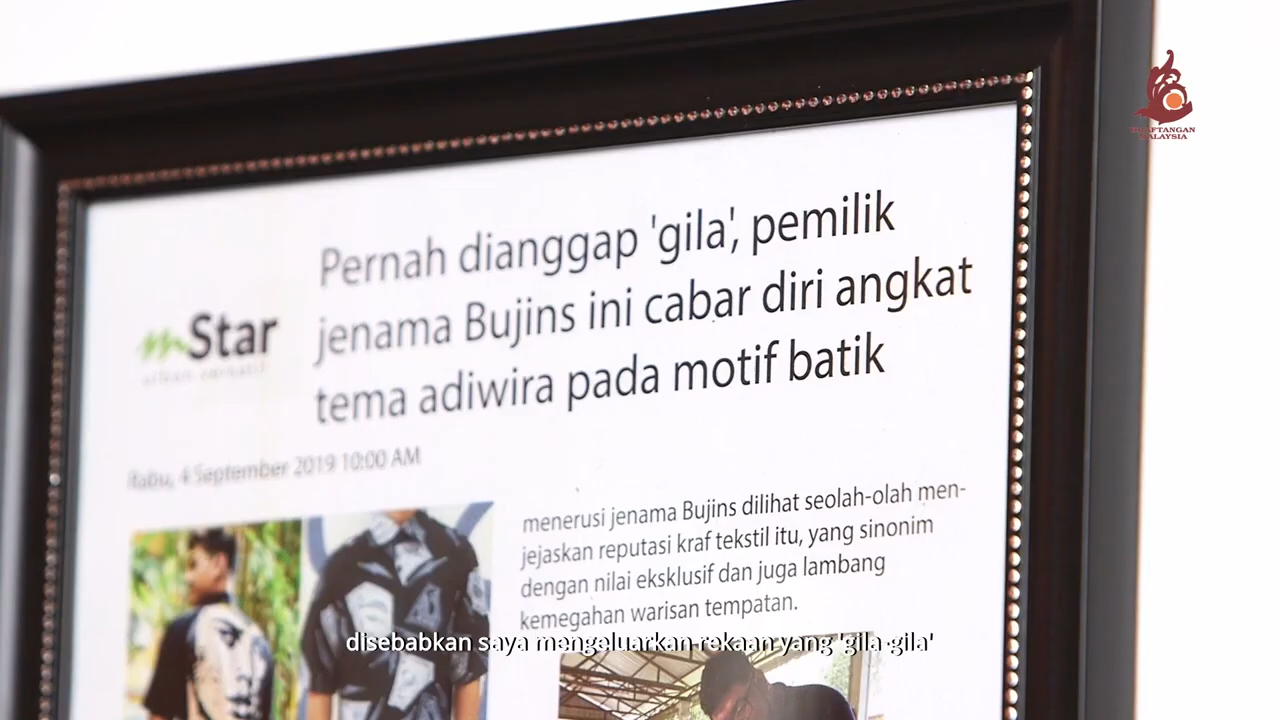 KRAFTANGAN
MALAYSIA
Pernah dianggap 'gila', pemilik
jenama Bujins ini cabar diri angkat
tema adiwira pada motif batik
mStar
Rabu, 4 September 2019 10:00 AM
menerusi jenama Bujins dilihat seolah-olah men-
jejaskan reputasi kraf tekstil itu, yang sinonim
dengan nilai eksklusif dan juga lambang
kemegahan warisan tempatan.
disebabkan saya mengeluarkan rekaan yang 'gila-gila'